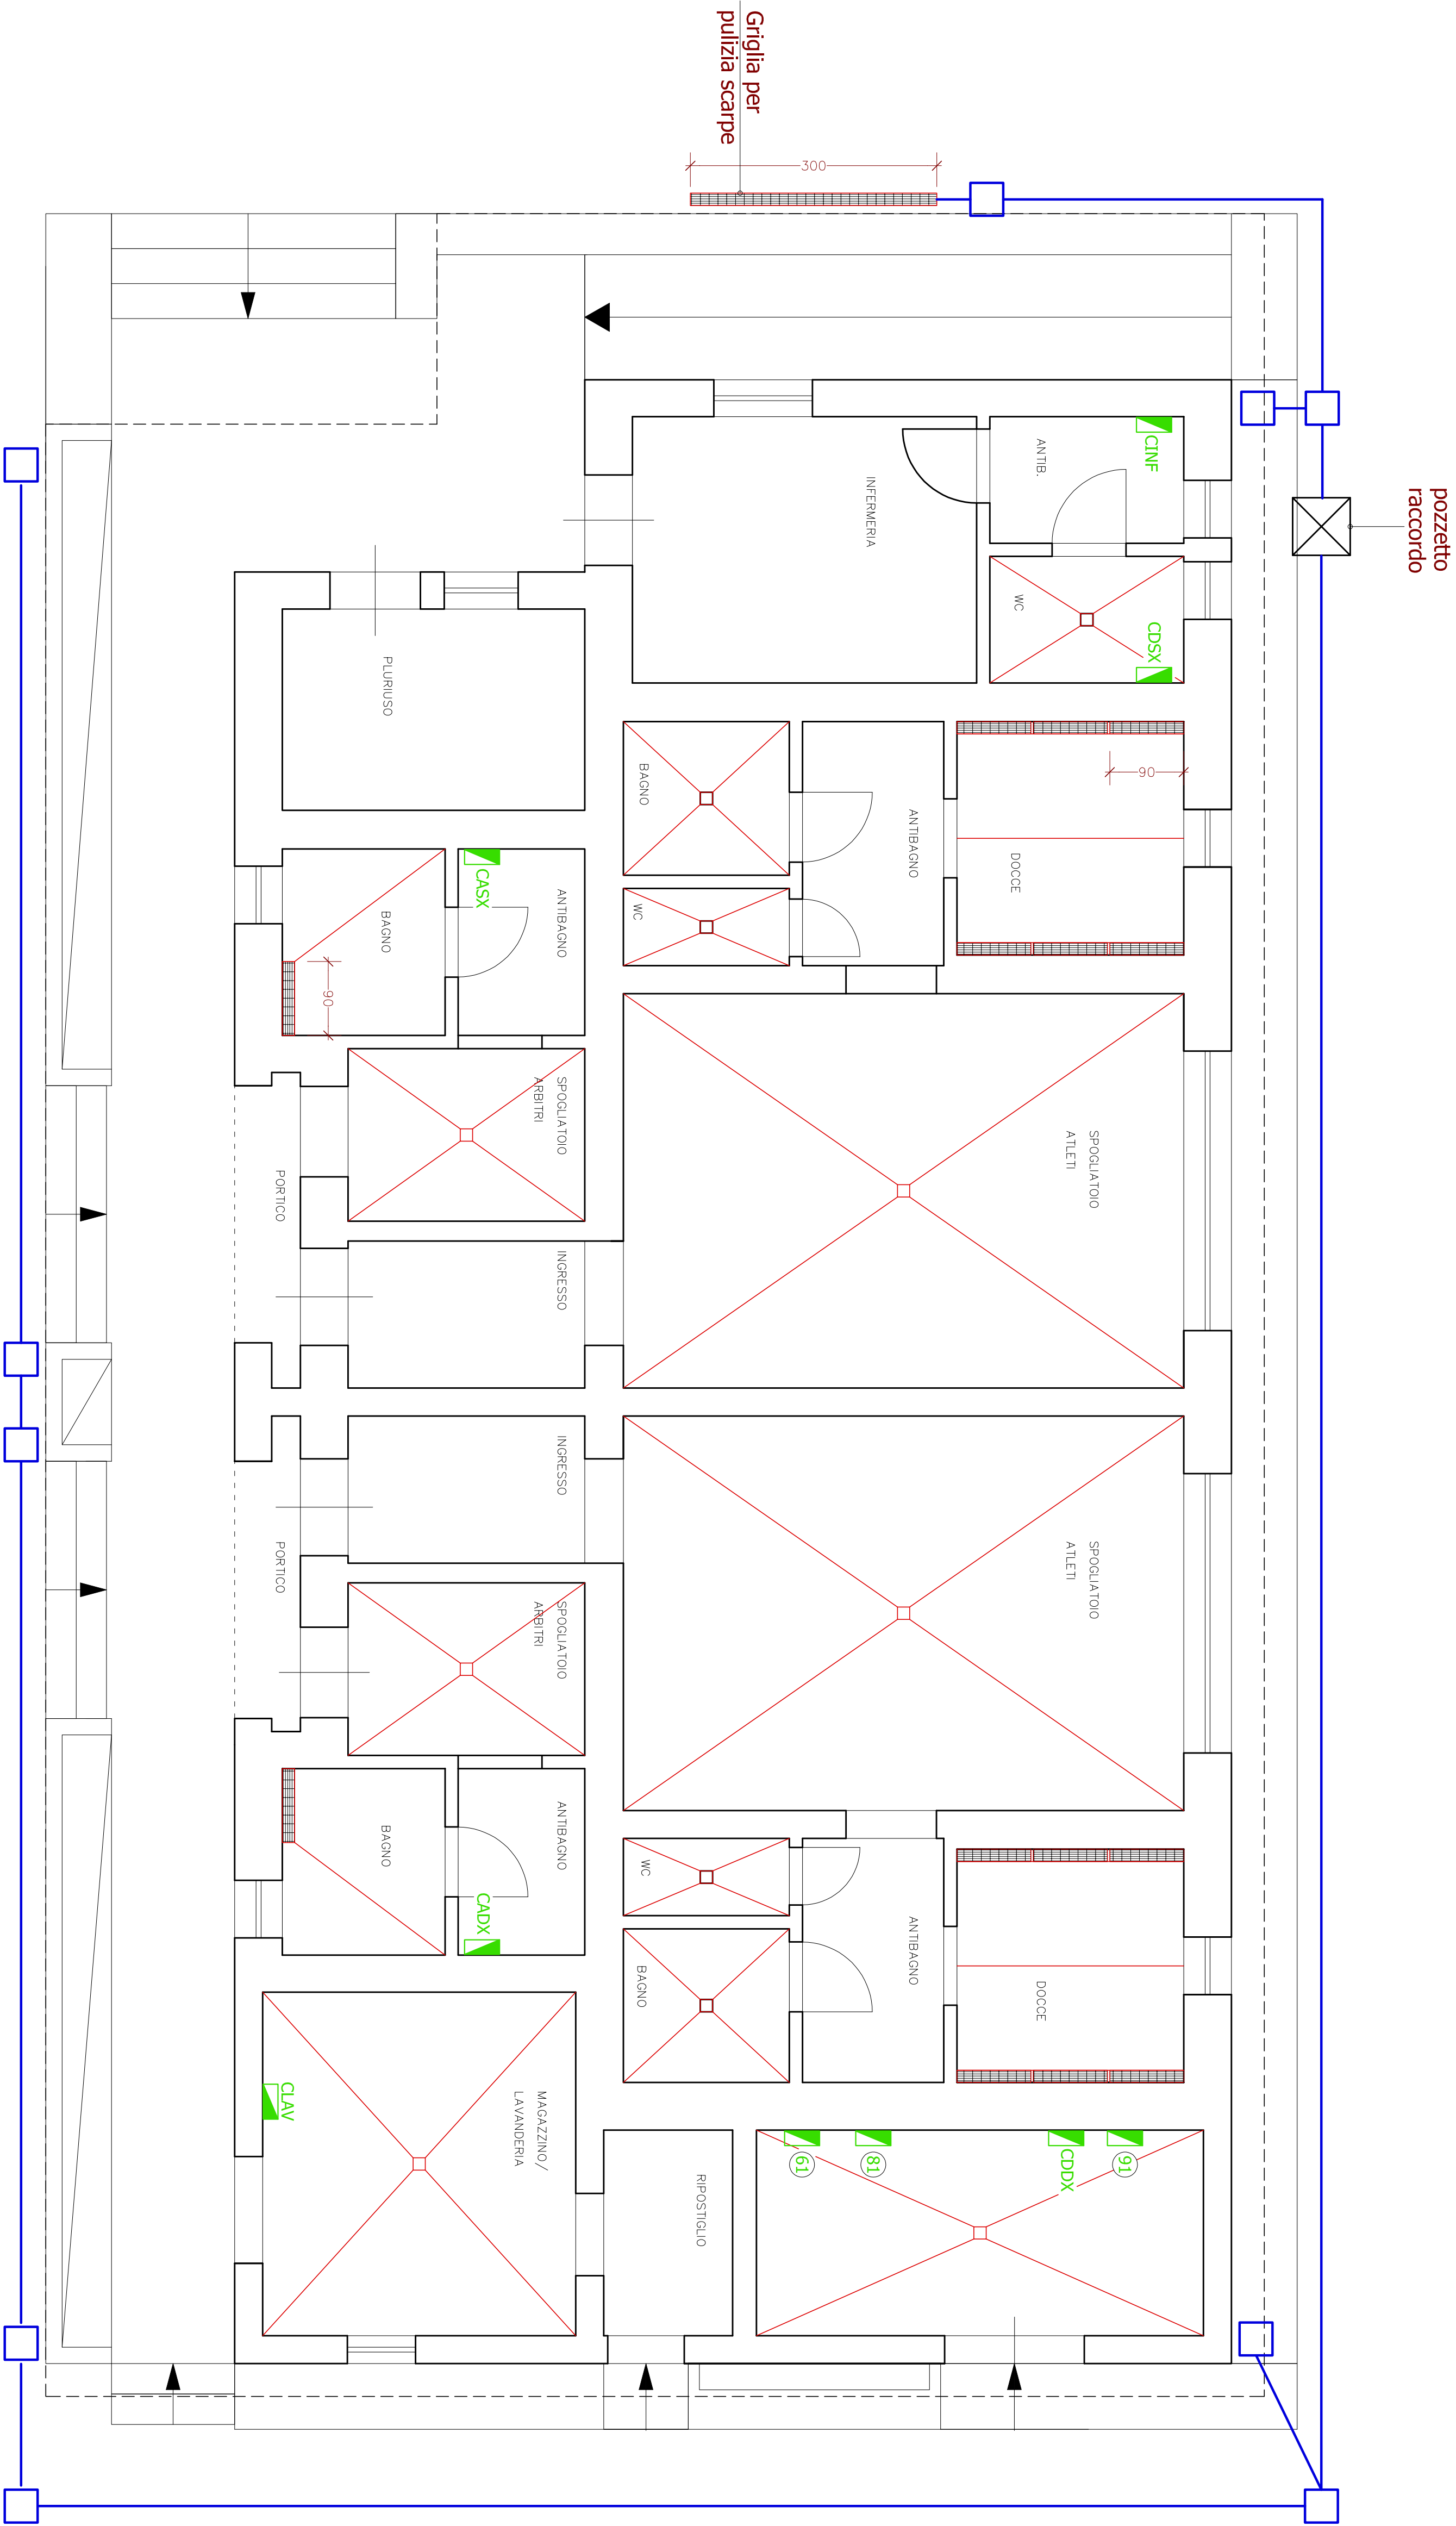 Griglia per
pulizia scarpe
300
pozzetto
raccordo
CINF
ANTIB.
INFERMERIA
WC
CDSX
PLURIUSO
90
DOCCE
ANTIBAGNO
BAGNO
WC
CASX
ANTIBAGNO
BAGNO
90
SPOGLIATOIO
ARBITRI
SPOGLIATOIO
ATLETI
PORTICO
INGRESSO
INGRESSO
SPOGLIATOIO
ATLETI
PORTICO
SPOGLIATOIO
ARBITRI
ANTIBAGNO
BAGNO
CADX
WC
ANTIBAGNO
BAGNO
DOCCE
CLAV
MAGAZZINO/
LAVANDERIA
RIPOSTIGLIO
61
81
CDDX
91